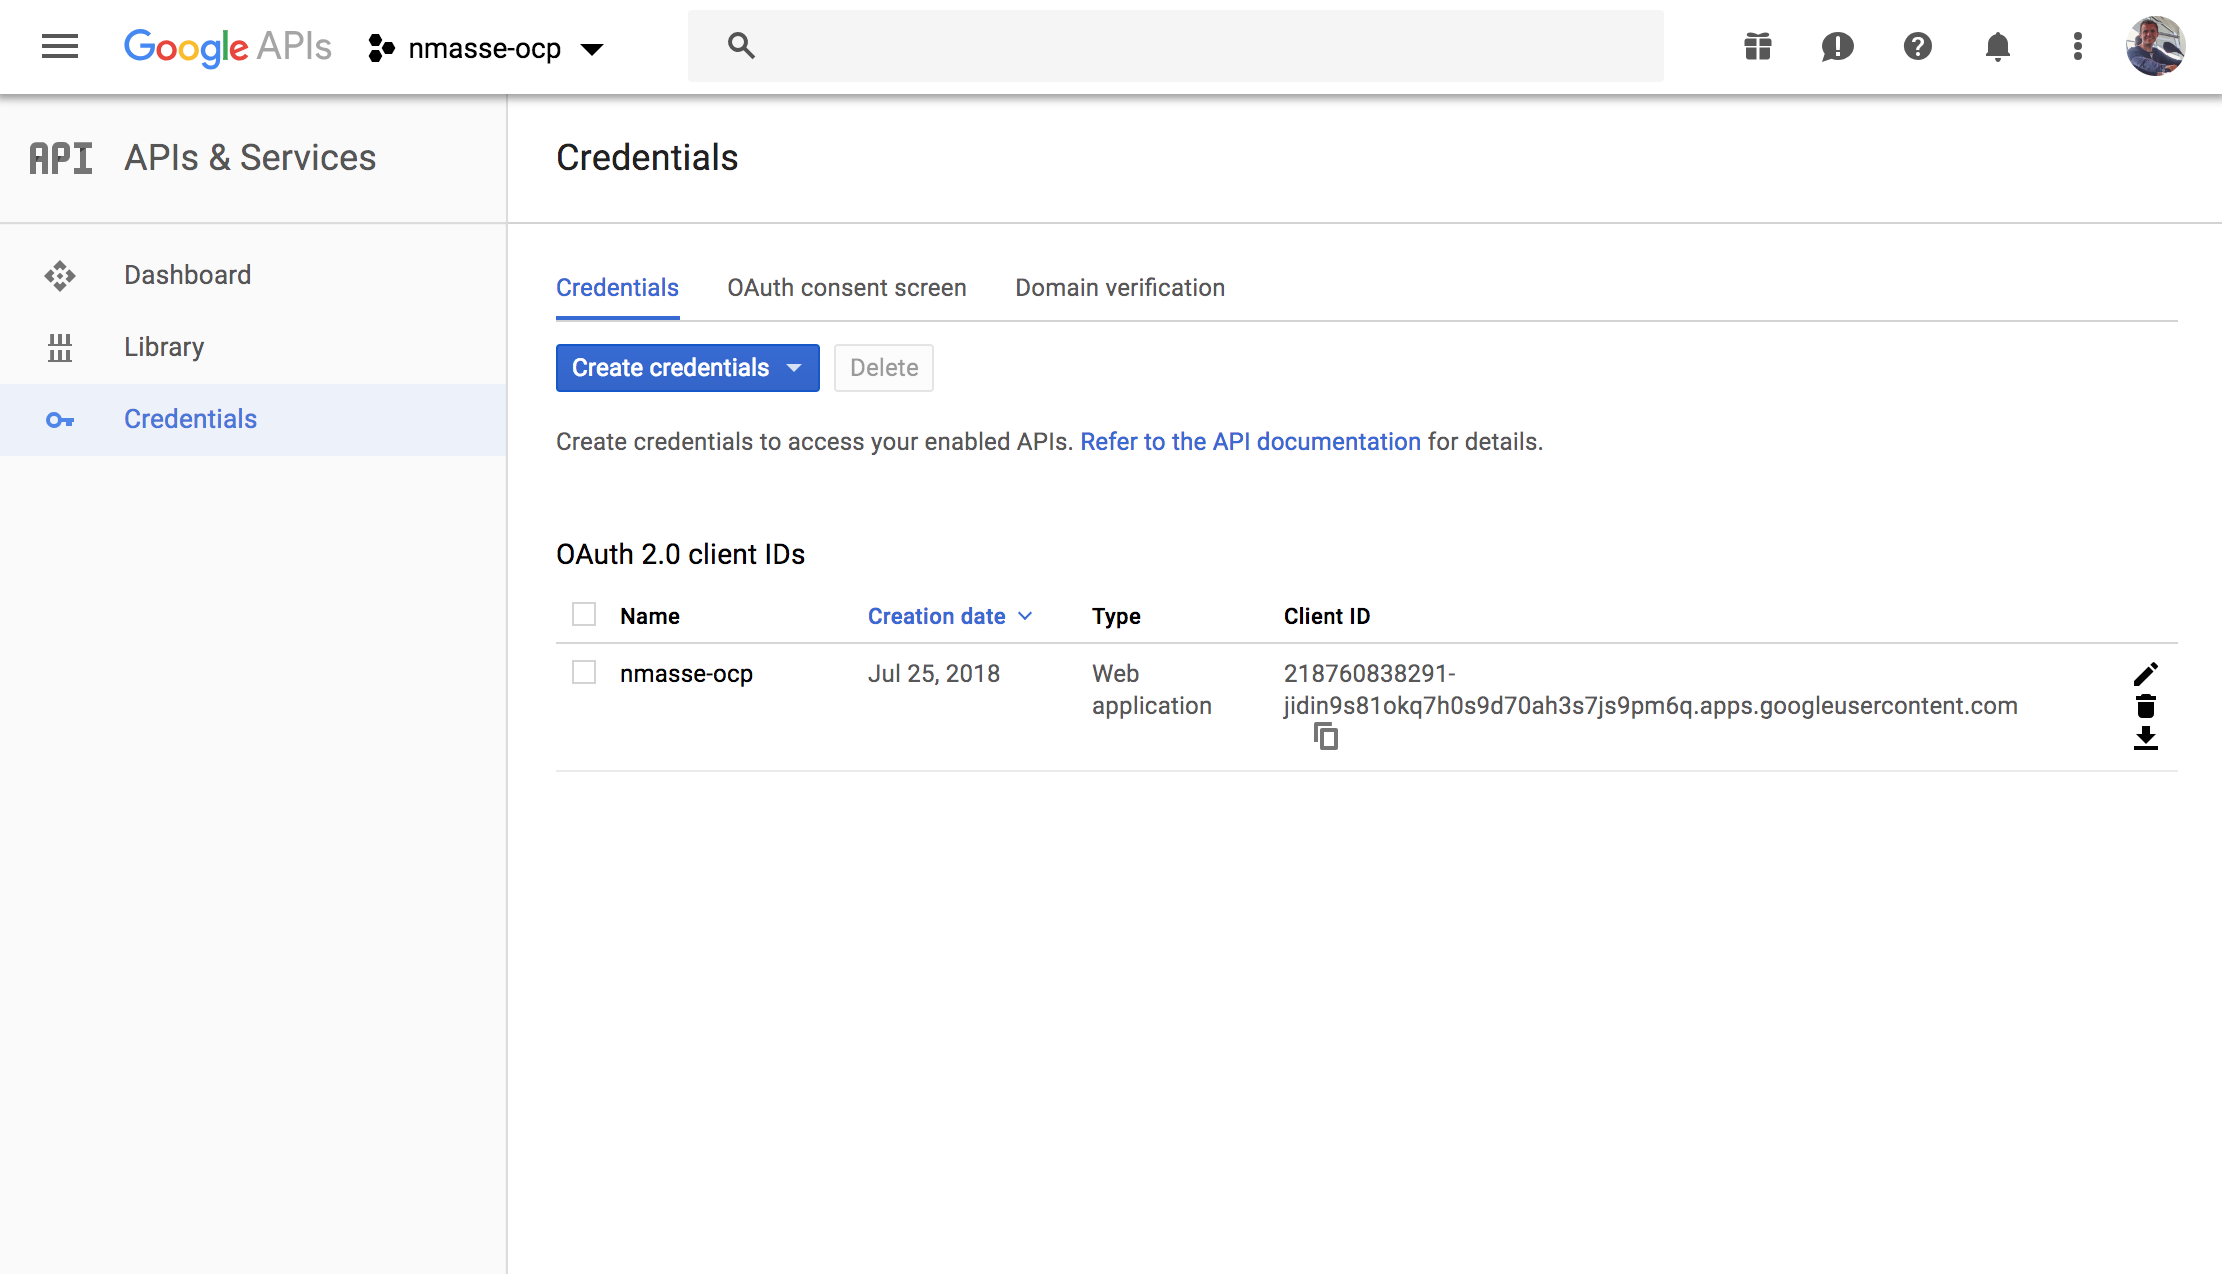 Google APIs
nmasse-ocp
API APIs & Services
Credentials
Dashboard
Library
Credentials
Credentials OAuth consent screen Domain verification
Create credentials Delete
Create credentials to access your enabled APIs. Refer to the API documentation for details.
OAuth 2.0 client IDs
Name Creation date Type Client ID
nmasse-ocp Jul 25, 2018 Web application 218760838291-
jidin9s81okq7h0s9d70ah3s7js9pm6q.apps.googleusercontent.com